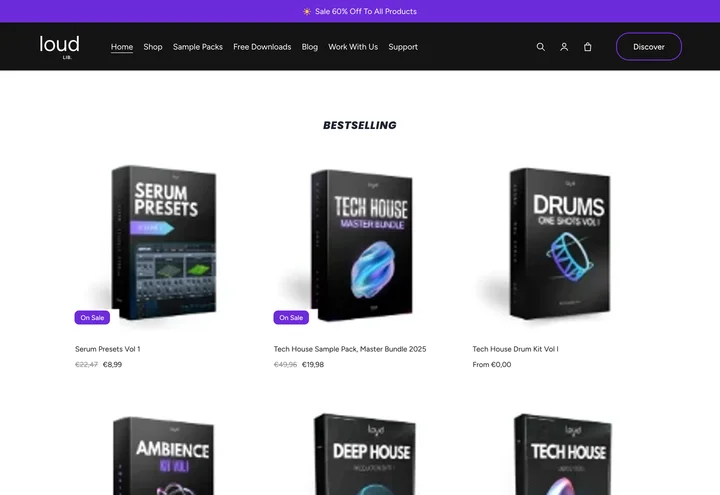 Sale 60% Off To All Products
loud
LIB.
Home Shop Sample Packs Free Downloads Blog Work With Us Support
Discover
BESTSELLING
SERUM
PRESETS
TECH HOUSE
MASTER BUNDLE
DRUMS
ONE SHOTS VOL I
On Sale
On Sale
Serum Presets Vol 1
€22,47 €8,99
Tech House Sample Pack, Master Bundle 2025
€49,96 €19,98
Tech House Drum Kit Vol I
From €0,00
loud
AMBIENCE
KIT VOL I
loud
DEEP HOUSE
loud
TECH HOUSE